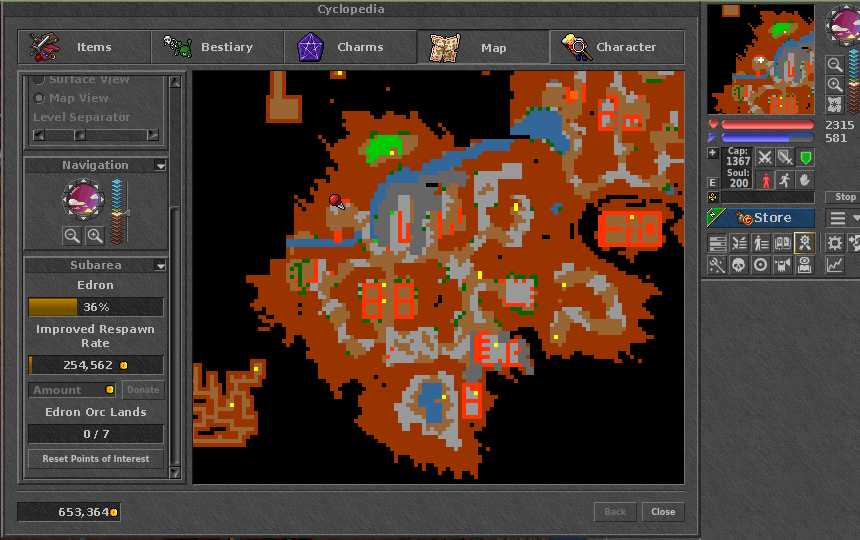 Cyclopedia
Items
Bestiary
Charms
Map
Character
Surface View
Map View
Level Separator
Navigation
Subarea
Edron
36%
Improved Respawn
Rate
254,562
Amount
Donate
Edron Orc Lands
0 / 7
Reset Points of Interest
653,364
Back
Close
2315
581
Cap:
1367
Soul:
200
E
Stop
Store